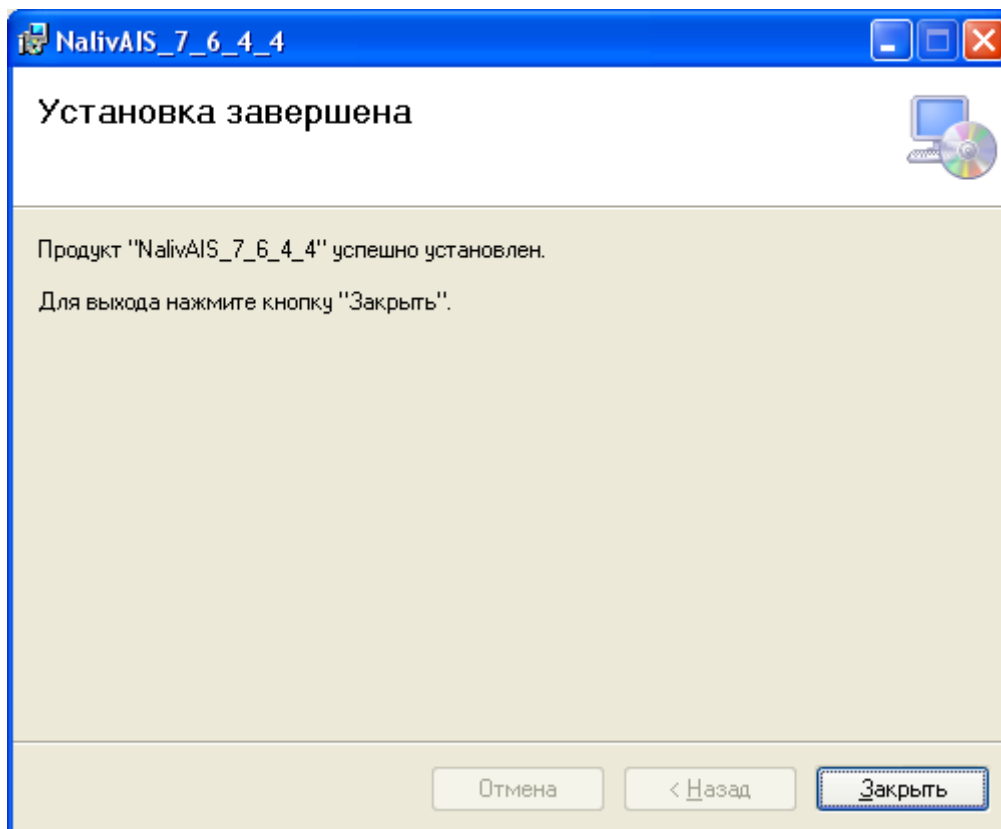 NalivAIS_7_6_4_4
Установка завершена
Продукт "NalivAIS_7_6_4_4" успешно установлен.
Для выхода нажмите кнопку "Закрыть".
Отмена
< Назад
Закрыть